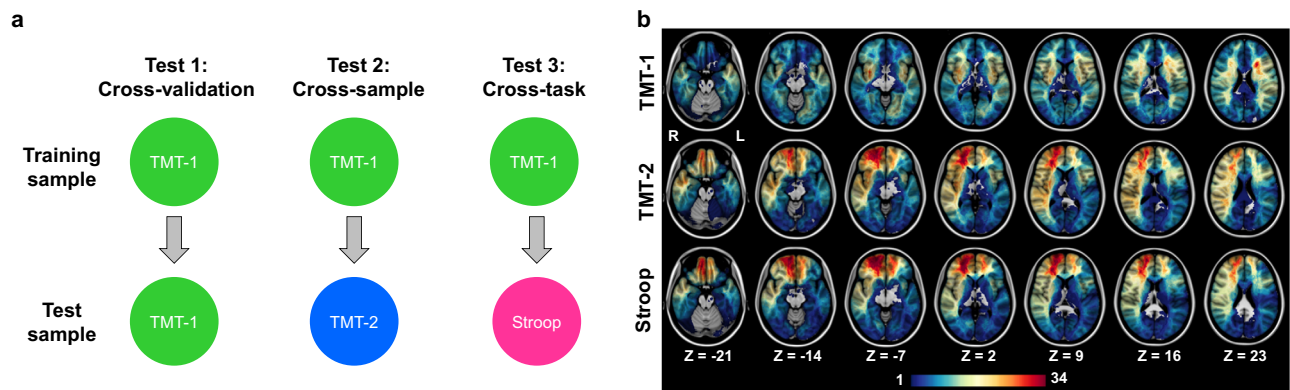 a
Test 1:
Cross-validation
Test 2:
Cross-sample
Test 3:
Cross-task
Training
sample
TMT-1
TMT-1
TMT-1
Test
sample
TMT-1
TMT-2
Stroop
b
TMT-1
R L
TMT-2
Stroop
Z = -21 Z = -14 Z = -7 Z = 2 Z = 9 Z = 16 Z = 23
1 34